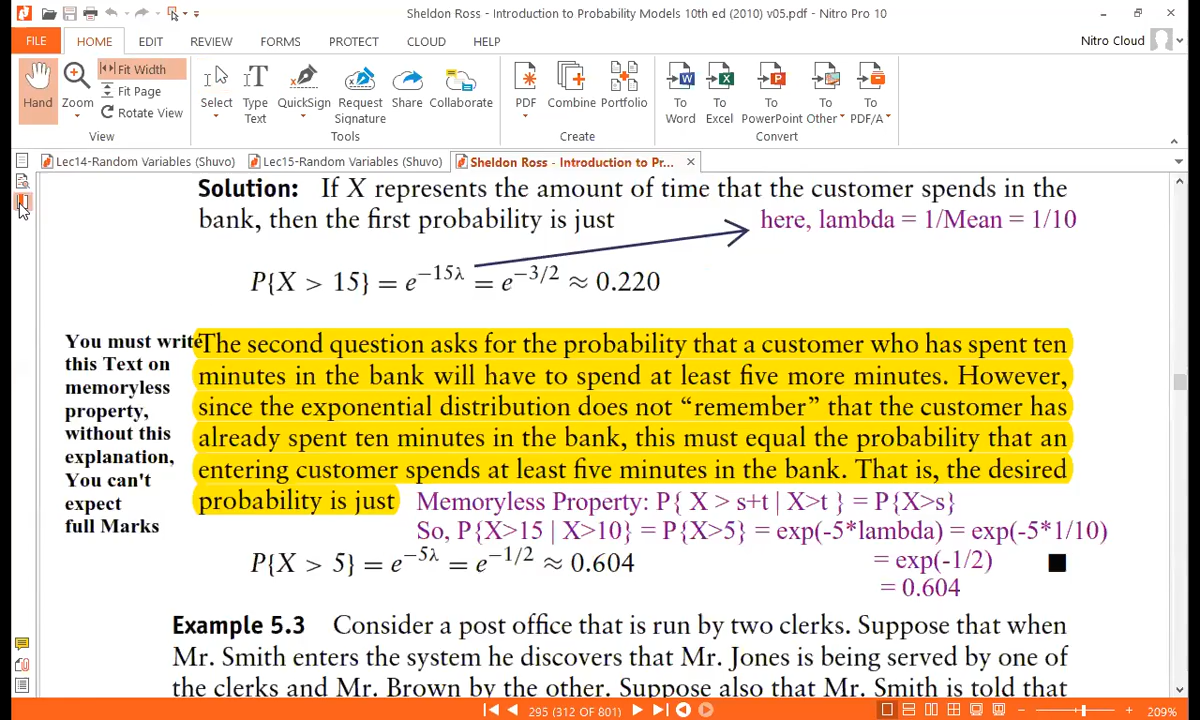 Sheldon Ross - Introduction to Probability Models 10th ed (2010) v05.pdf - Nitro Pro 10
FILE HOME EDIT REVIEW FORMS PROTECT CLOUD HELP Nitro Cloud
Hand Zoom Fit Width Fit Page Rotate View
View
Select Type Text QuickSign Request Signature Share Collaborate
Tools
PDF Combine Portfolio
Create
To Word To Excel To PowerPoint To Other To PDF/A
Convert
Lec14-Random Variables (Shuvo) Lec15-Random Variables (Shuvo) Sheldon Ross - Introduction to Pr...
Solution: If X represents the amount of time that the customer spends in the
bank, then the first probability is just
here, lambda = 1/Mean = 1/10
P{X > 15} = e^{−15λ} = e^{−3/2} ≈ 0.220
You must write
this Text on
memoryless
property,
without this
explanation,
You can't
expect
full Marks
The second question asks for the probability that a customer who has spent ten
minutes in the bank will have to spend at least five more minutes. However,
since the exponential distribution does not “remember” that the customer has
already spent ten minutes in the bank, this must equal the probability that an
entering customer spends at least five minutes in the bank. That is, the desired
probability is just
Memoryless Property: P{ X > s+t | X>t } = P{X>s}
So, P{X>15 | X>10} = P{X>5} = exp(-5*lambda) = exp(-5*1/10)
= exp(-1/2)
= 0.604
P{X > 5} = e^{−5λ} = e^{−1/2} ≈ 0.604
Example 5.3 Consider a post office that is run by two clerks. Suppose that when
Mr. Smith enters the system he discovers that Mr. Jones is being served by one of
the clerks and Mr. Brown by the other. Suppose also that Mr. Smith is told that
295 (312 OF 801) 209%